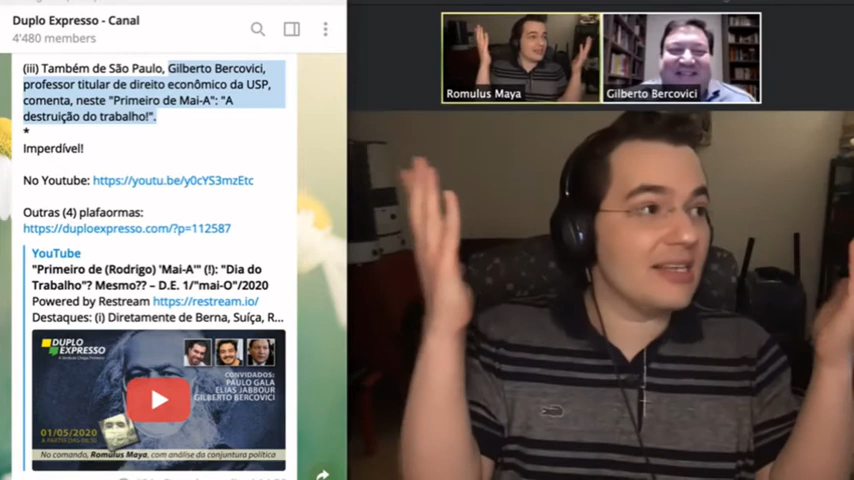 Duplo Expresso - Canal
4'480 members
(iii) Também de São Paulo, Gilberto Bercovici,
professor titular de direito econômico da USP,
comenta, neste "Primeiro de Mai-A": "A
destruição do trabalho!".
*
Imperdível!
No Youtube: https://youtu.be/y0cYS3mzEtc
Outras (4) plafaormas:
https://duploexpresso.com/?p=112587
YouTube
"Primeiro de (Rodrigo) 'Mai-A'" (!): "Dia do
Trabalho"? Mesmo?? – D.E. 1/"mai-O"/2020
Powered by Restream https://restream.io/
Destaques: (i) Diretamente de Berna, Suíça, R...
DUPLO
EXPRESSO
CONVIDADOS:
PAULO GALA
ELIAS JABBOUR
GILBERTO BERCOVICI
01/05/2020
No comando, Romulus Maya, com análise da conjuntura política
Romulus Maya
Gilberto Bercovici